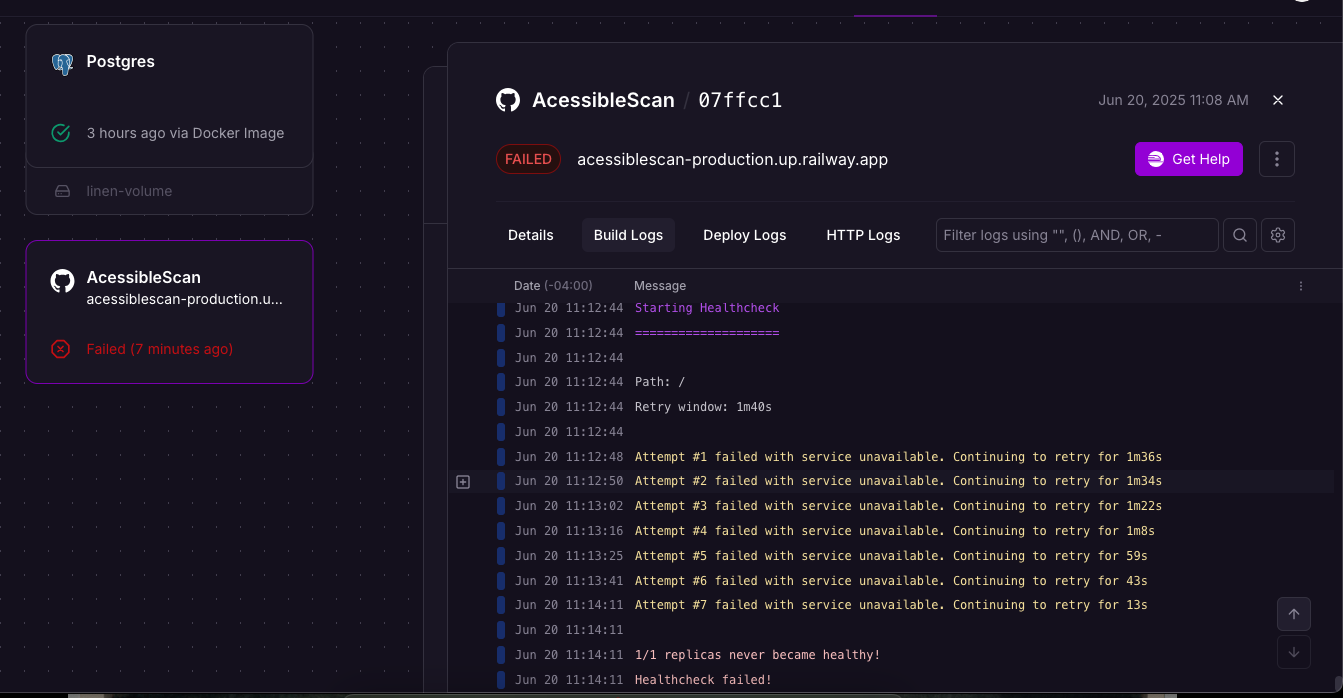 Postgres
3 hours ago via Docker Image
linen-volume
AcessibleScan
acessiblescan-production.u...
Failed (7 minutes ago)
AcessibleScan / 07ffcc1
Jun 20, 2025 11:08 AM
FAILED
acessiblescan-production.up.railway.app
Get Help
Details
Build Logs
Deploy Logs
HTTP Logs
Filter logs using "", (), AND, OR, -
Date (-04:00) Message
Jun 20 11:12:44 Starting Healthcheck
Jun 20 11:12:44 ====================
Jun 20 11:12:44
Jun 20 11:12:44 Path: /
Jun 20 11:12:44 Retry window: 1m40s
Jun 20 11:12:44
Jun 20 11:12:48 Attempt #1 failed with service unavailable. Continuing to retry for 1m36s
Jun 20 11:12:50 Attempt #2 failed with service unavailable. Continuing to retry for 1m34s
Jun 20 11:13:02 Attempt #3 failed with service unavailable. Continuing to retry for 1m22s
Jun 20 11:13:16 Attempt #4 failed with service unavailable. Continuing to retry for 1m8s
Jun 20 11:13:25 Attempt #5 failed with service unavailable. Continuing to retry for 59s
Jun 20 11:13:41 Attempt #6 failed with service unavailable. Continuing to retry for 43s
Jun 20 11:14:11 Attempt #7 failed with service unavailable. Continuing to retry for 13s
Jun 20 11:14:11
Jun 20 11:14:11 1/1 replicas never became healthy!
Jun 20 11:14:11 Healthcheck failed!